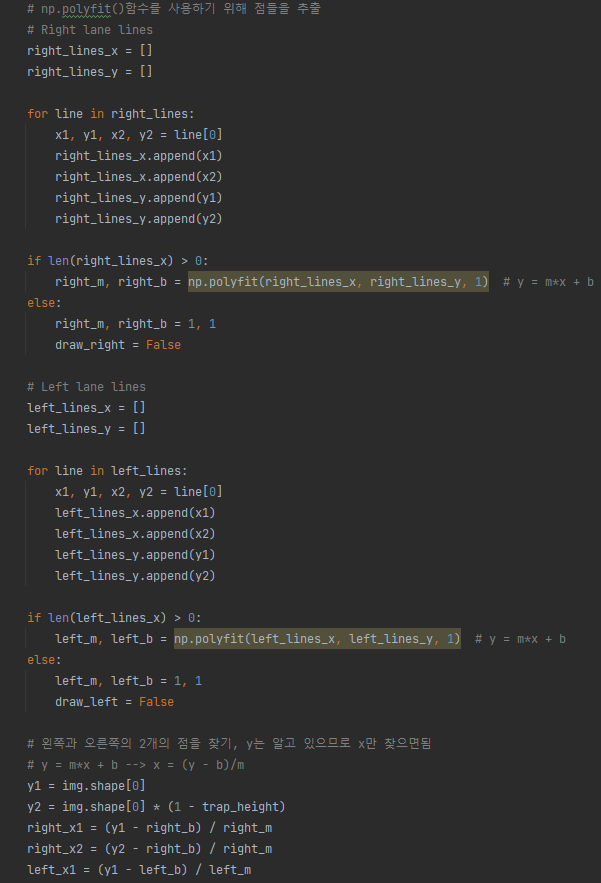 # np.polyfit()함수를 사용하기 위해 점들을 추출
# Right lane lines
right_lines_x = []
right_lines_y = []
for line in right_lines:
x1, y1, x2, y2 = line[0]
right_lines_x.append(x1)
right_lines_x.append(x2)
right_lines_y.append(y1)
right_lines_y.append(y2)
if len(right_lines_x) > 0:
right_m, right_b = np.polyfit(right_lines_x, right_lines_y, 1)  # y = m*x + b
else:
right_m, right_b = 1, 1
draw_right = False
# Left lane lines
left_lines_x = []
left_lines_y = []
for line in left_lines:
x1, y1, x2, y2 = line[0]
left_lines_x.append(x1)
left_lines_x.append(x2)
left_lines_y.append(y1)
left_lines_y.append(y2)
if len(left_lines_x) > 0:
left_m, left_b = np.polyfit(left_lines_x, left_lines_y, 1)  # y = m*x + b
else:
left_m, left_b = 1, 1
draw_left = False
# 왼쪽과 오른쪽의 2개의 점을 찾기, y는 알고 있으므로 x만 찾으면됨
# y = m*x + b --> x = (y - b)/m
y1 = img.shape[0]
y2 = img.shape[0] * (1 - trap_height)
right_x1 = (y1 - right_b) / right_m
right_x2 = (y2 - right_b) / right_m
left_x1 = (y1 - left_b) / left_m